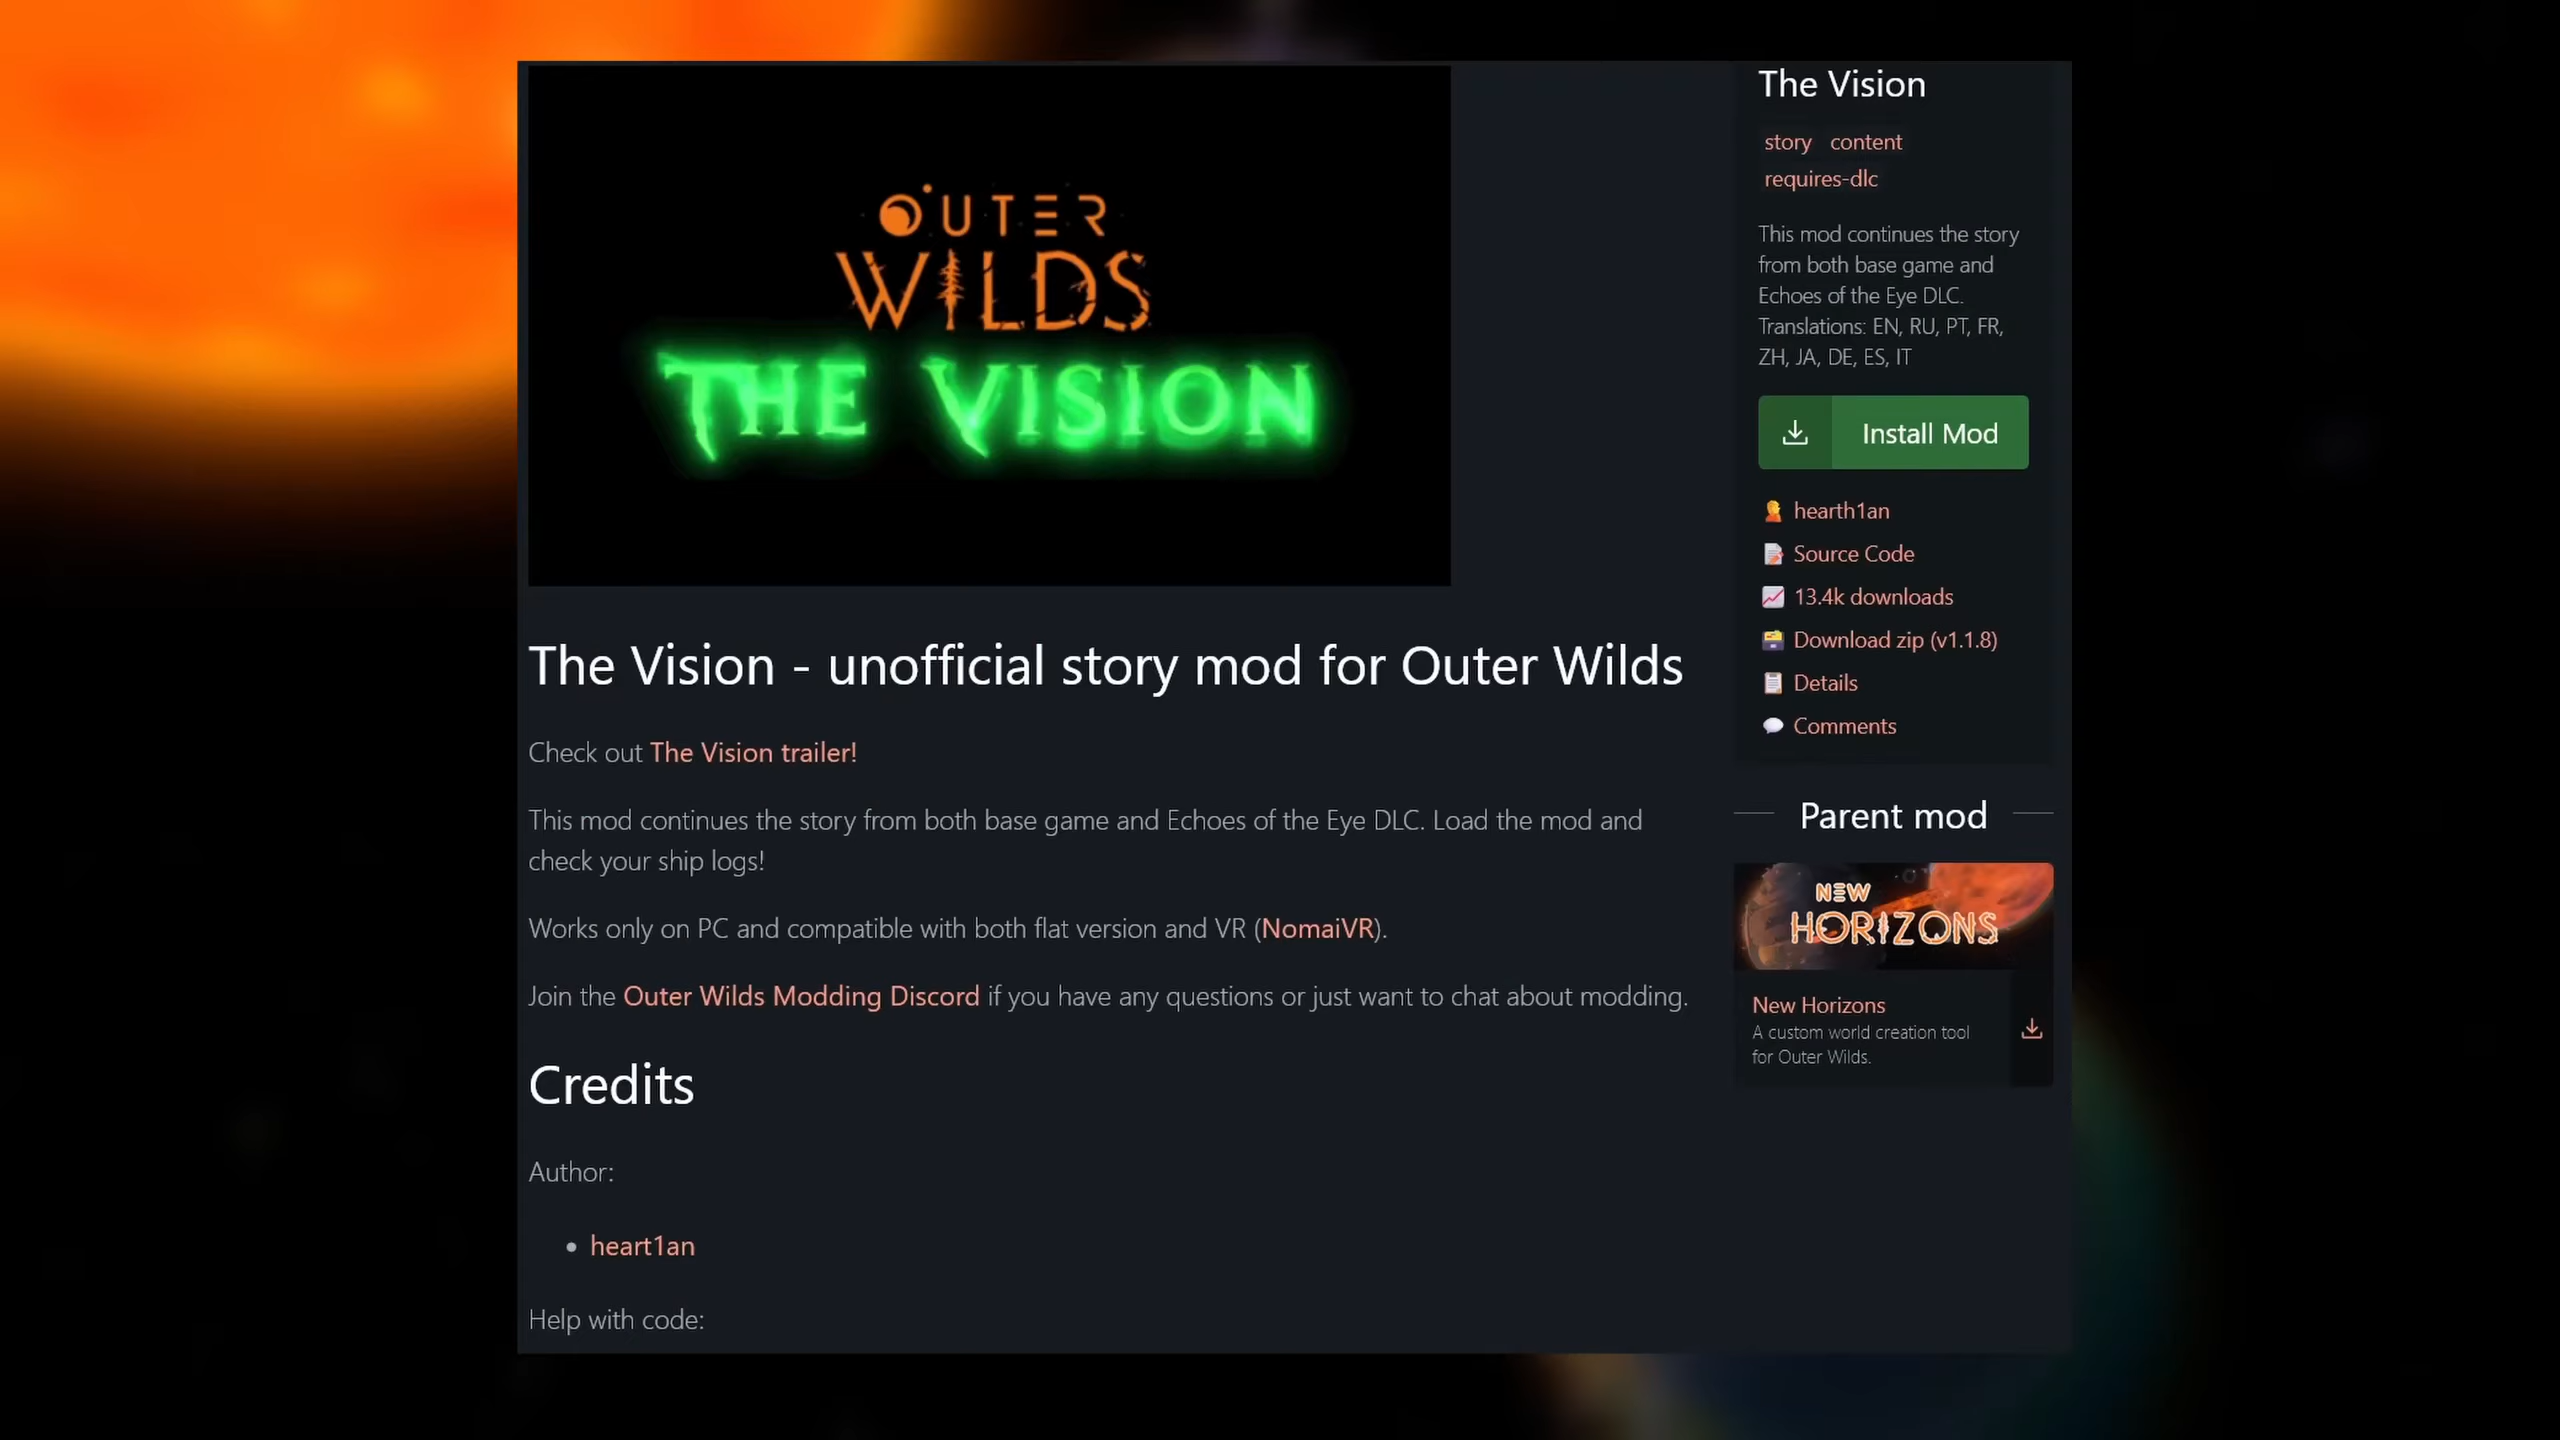 OUTER
WILDS
THE VISION
The Vision - unofficial story mod for Outer Wilds
Check out The Vision trailer!
This mod continues the story from both base game and Echoes of the Eye DLC. Load the mod and
check your ship logs!
Works only on PC and compatible with both flat version and VR (NomaiVR).
Join the Outer Wilds Modding Discord if you have any questions or just want to chat about modding.
Credits
Author:
• heart1an
Help with code:
The Vision
story content
requires-dlc
This mod continues the story
from both base game and
Echoes of the Eye DLC.
Translations: EN, RU, PT, FR,
ZH, JA, DE, ES, IT
Install Mod
hearth1an
Source Code
13.4k downloads
Download zip (v1.1.8)
Details
Comments
Parent mod
NEW
HORIZONS
New Horizons
A custom world creation tool
for Outer Wilds.